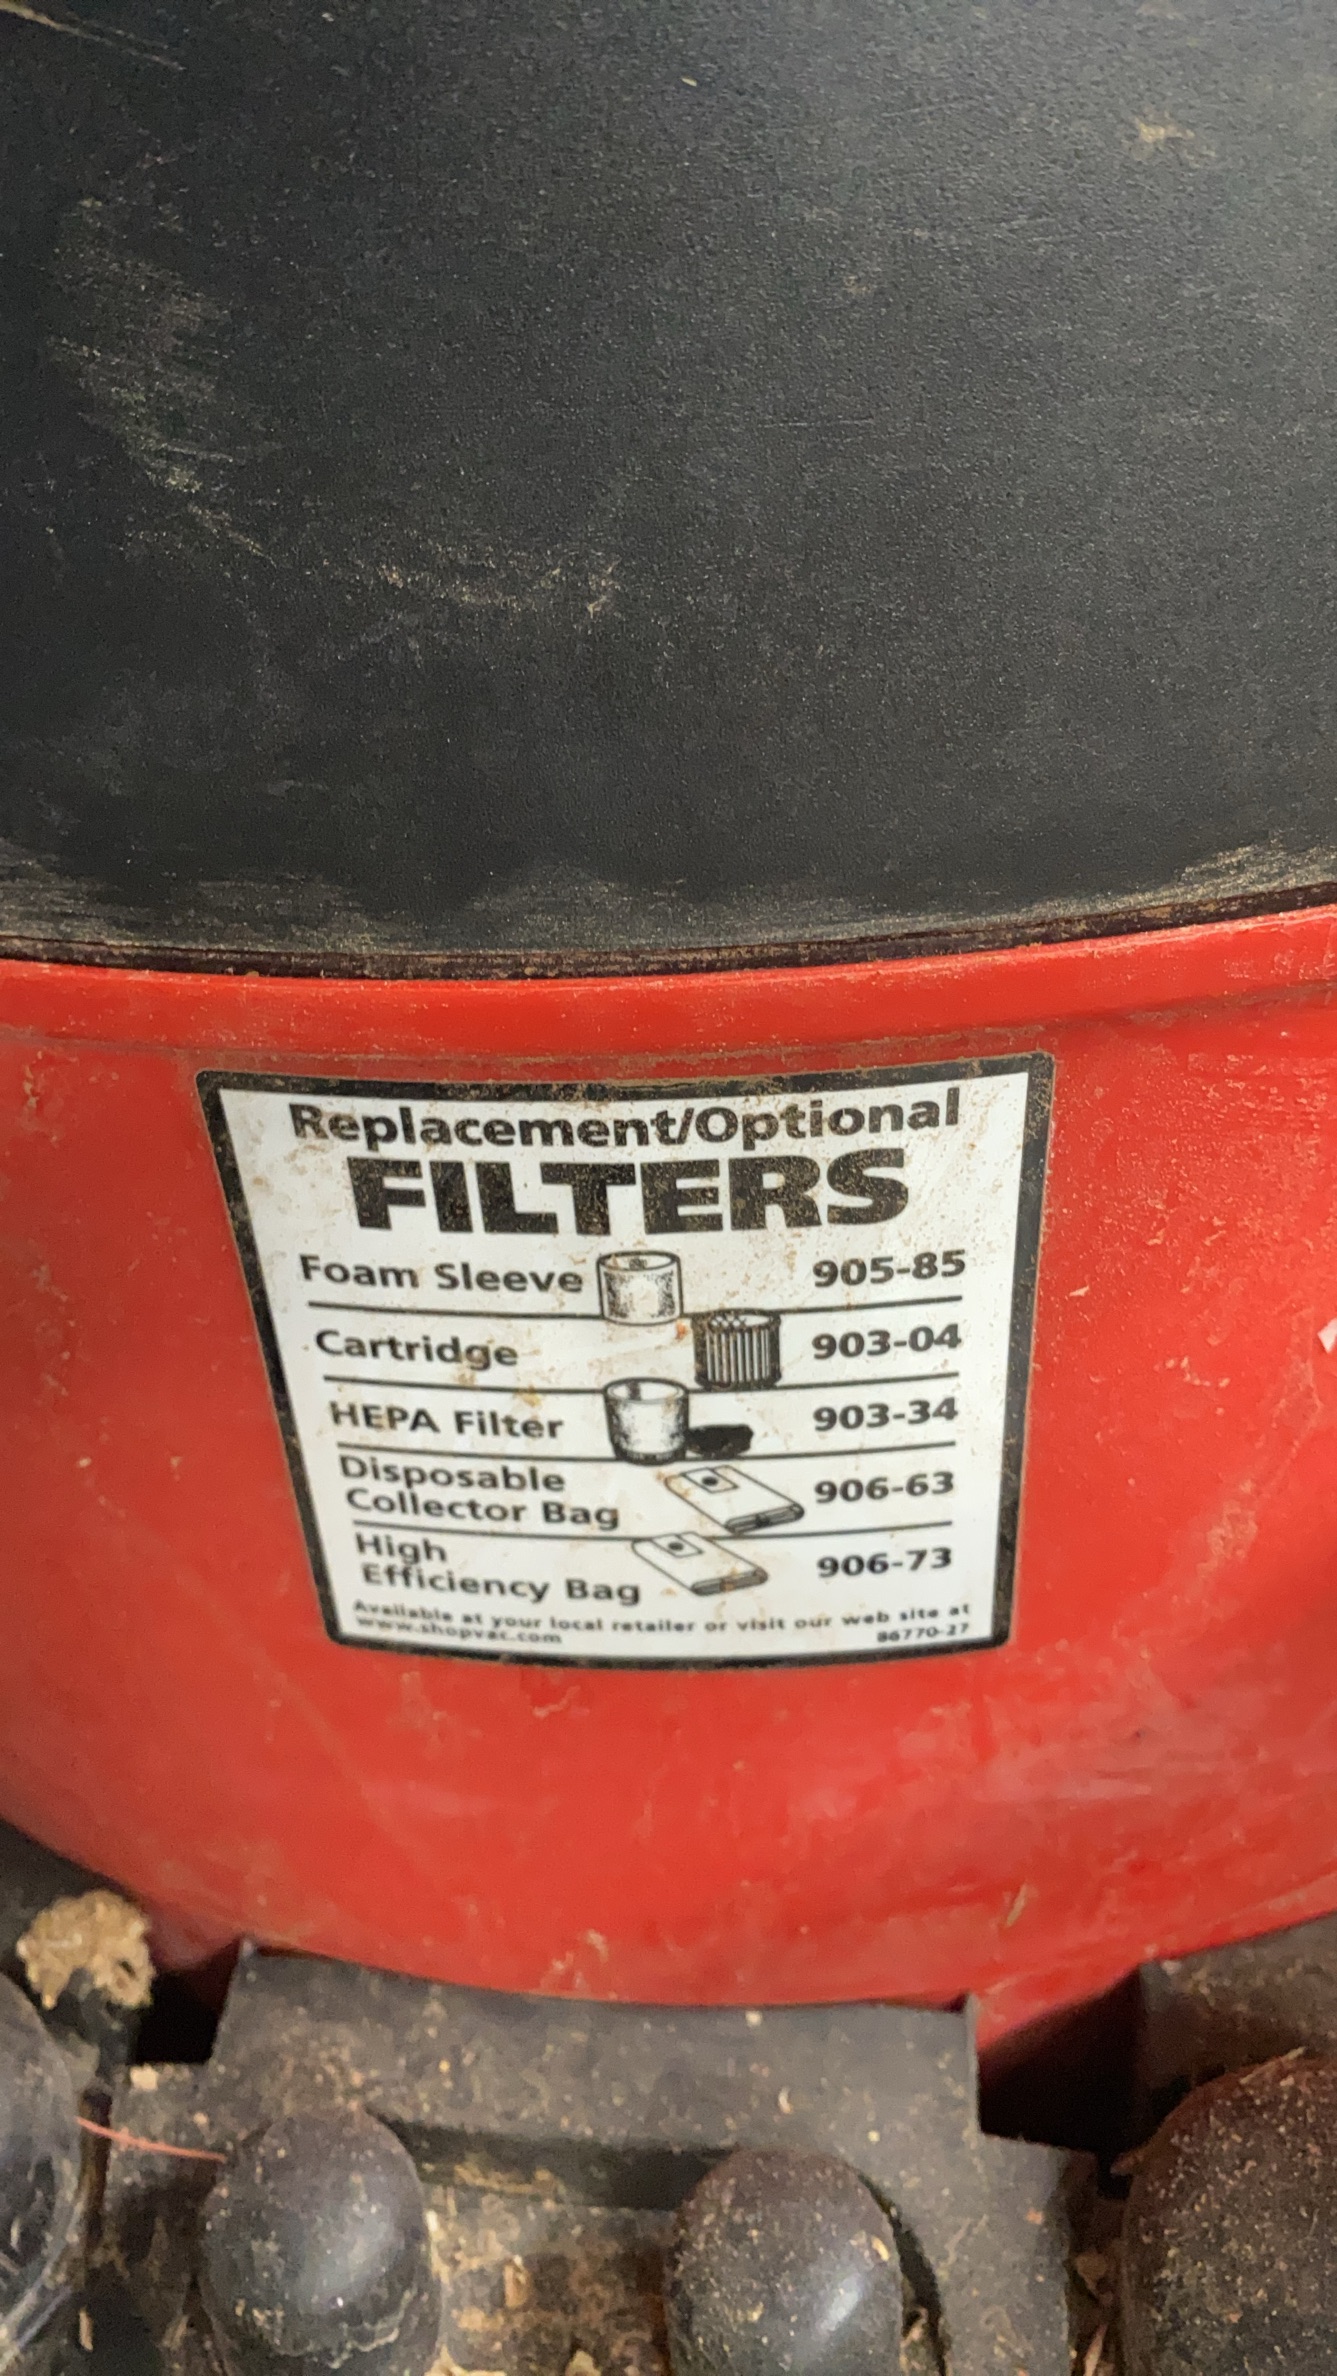 Replacement/Optional
FILTERS
Foam Sleeve 905-85
Cartridge 903-04
HEPA Filter 903-34
Disposable
Collector Bag 906-63
High
Efficiency Bag 906-73
Available at your local retailer or visit our web site at
www.shopvac.com 86770-27